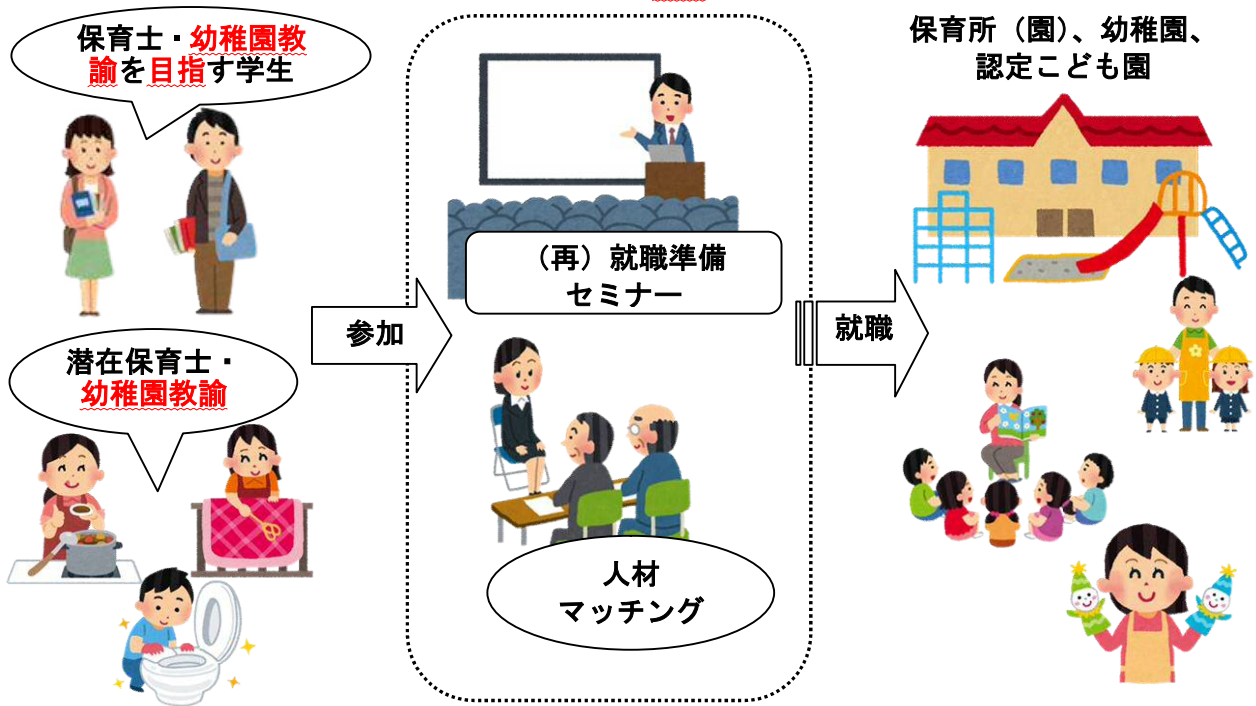 保育士・幼稚園教
諭を目指す学生
潜在保育士・
幼稚園教諭
参加
（再）就職準備
セミナー
人材
マッチング
就職
保育所（園）、幼稚園、
認定こども園